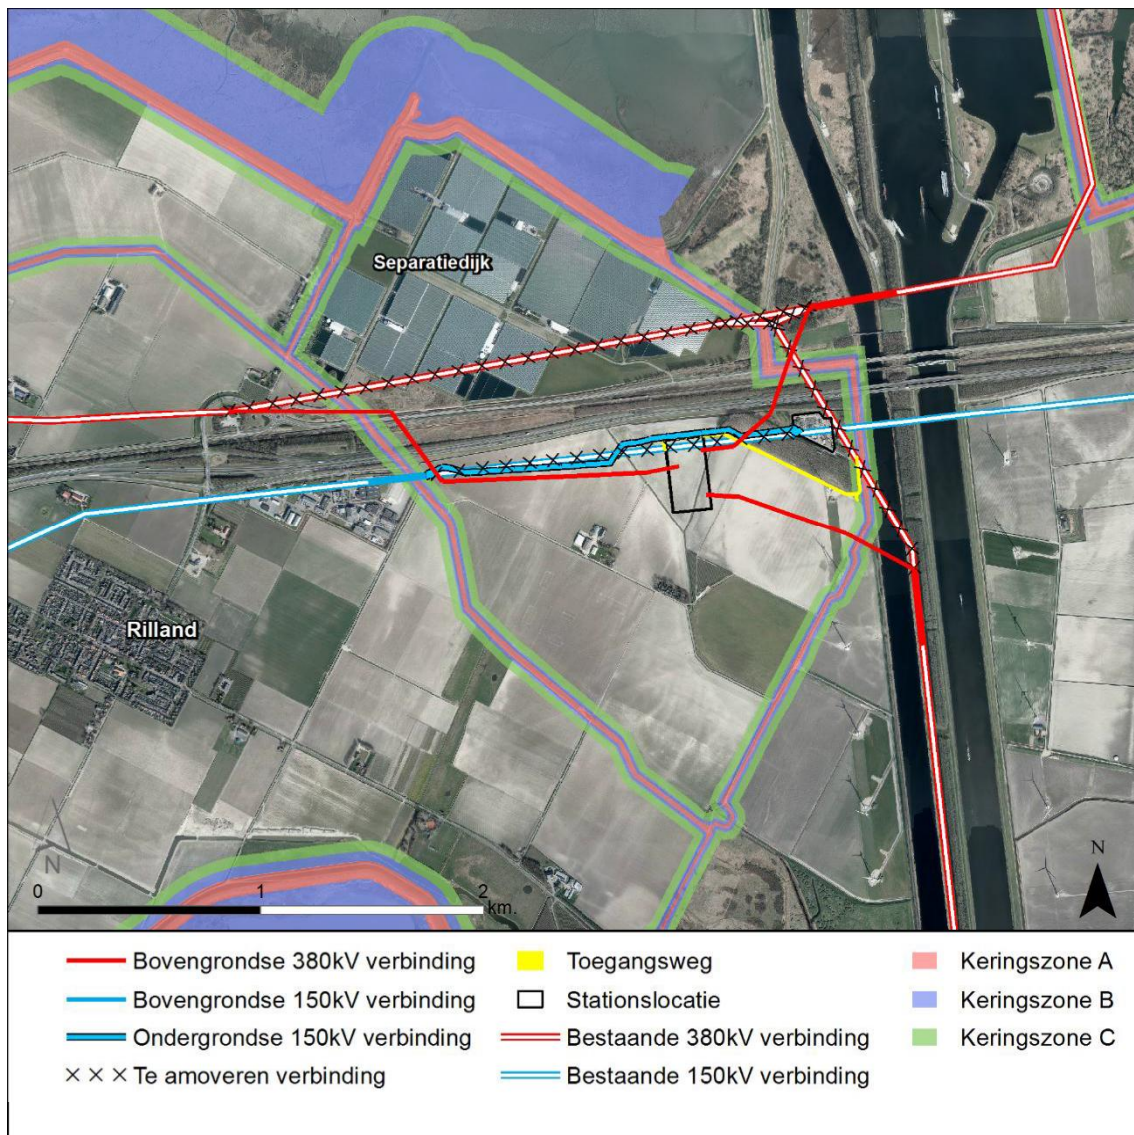 Separatiedijk
Rilland
N
0 1 2
km.
N
Bovengrondse 380kV verbinding
Bovengrondse 150kV verbinding
Ondergrondse 150kV verbinding
Te amoveren verbinding
Toegangsweg
Stationslocatie
Bestaande 380kV verbinding
Bestaande 150kV verbinding
Keringszone A
Keringszone B
Keringszone C